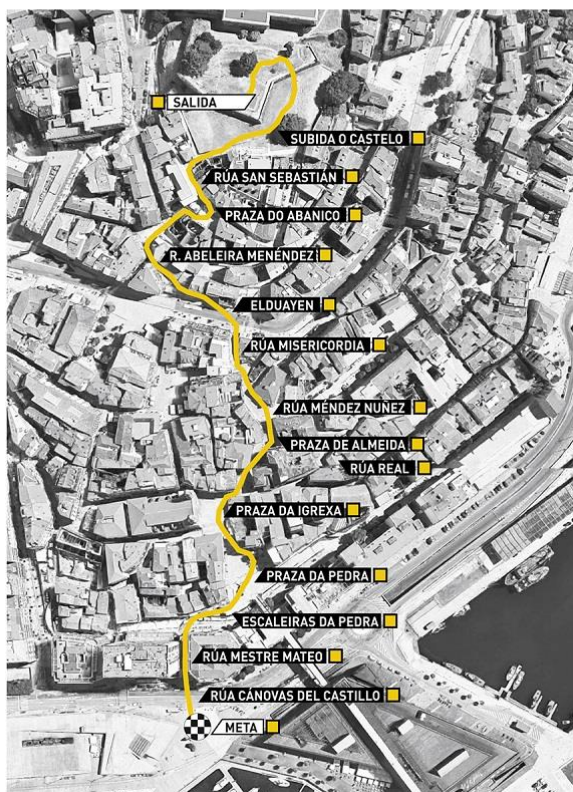 SALIDA
SUBIDA O CASTELO
RÚA SAN SEBASTIÁN
PRAZA DO ABANICO
R. ABELEIRA MENÉNDEZ
ELDUAYEN
RÚA MISERICORDIA
RÚA MÉNDEZ NUÑEZ
PRAZA DE ALMEIDA
RÚA REAL
PRAZA DA IGREXA
PRAZA DA PEDRA
ESCALEIRAS DA PEDRA
RÚA MESTRE MATEO
RÚA CÁNOVAS DEL CASTILLO
META